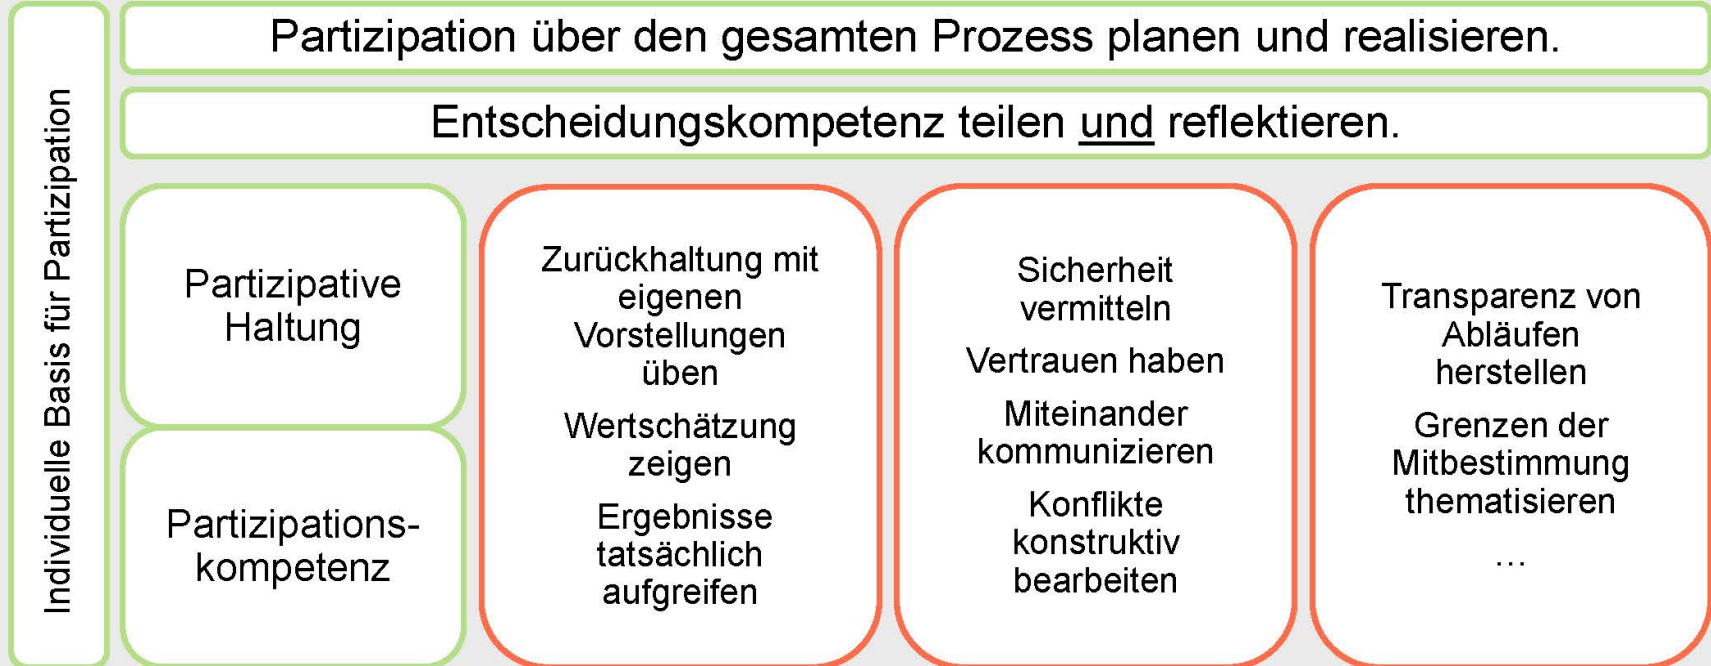 Individuelle Basis für Partizipation
Partizipation über den gesamten Prozess planen und realisieren.
Entscheidungskompetenz teilen und reflektieren.
Partizipative
Haltung
Partizipations-
kompetenz
Zurückhaltung mit
eigenen
Vorstellungen
üben
Wertschätzung
zeigen
Ergebnisse
tatsächlich
aufgreifen
Sicherheit
vermitteln
Vertrauen haben
Miteinander
kommunizieren
Konflikte
konstruktiv
bearbeiten
Transparenz von
Abläufen
herstellen
Grenzen der
Mitbestimmung
thematisieren
…